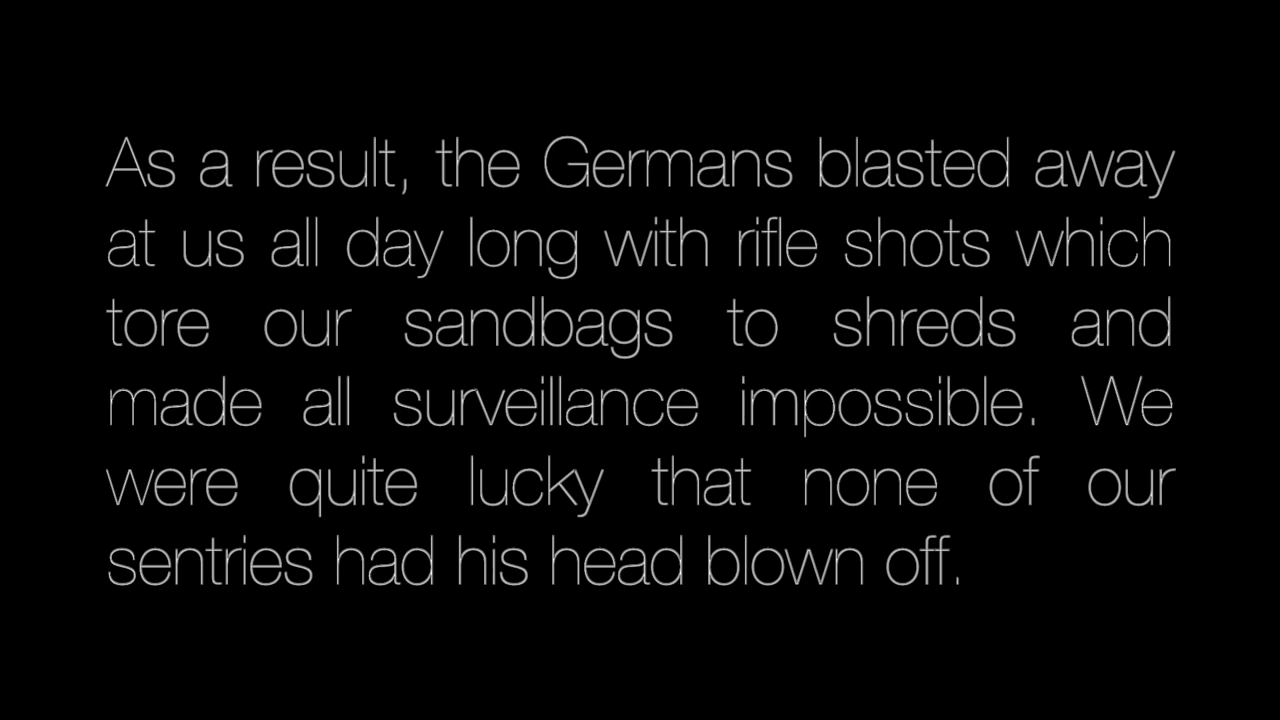 As a result, the Germans blasted away
at us all day long with rifle shots which
tore our sandbags to shreds and
made all surveillance impossible. We
were quite lucky that none of our
sentries had his head blown off.